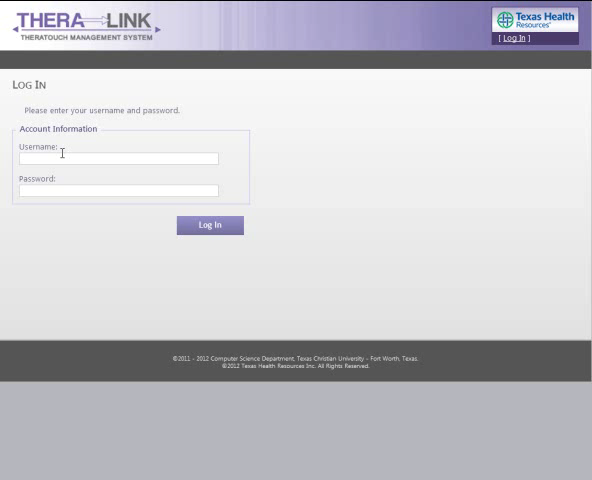 THERA LINK
THERATOUCH MANAGEMENT SYSTEM
Texas Health
Resources®
[ Log In ]
LOG IN
Please enter your username and password.
Account Information
Username:
Password:
Log In
©2011 - 2012 Computer Science Department, Texas Christian University - Fort Worth, Texas.
©2012 Texas Health Resources Inc. All Rights Reserved.